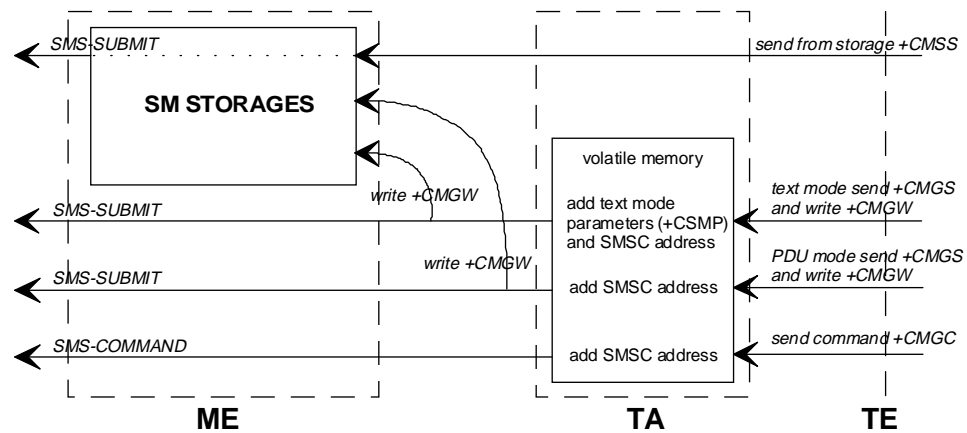 SMS-SUBMIT
send from storage +CMSS
SM STORAGES
volatile memory
write +CMGW
SMS-SUBMIT
add text mode
parameters (+CSMP)
and SMSC address
text mode send +CMGS
and write +CMGW
write +CMGW
SMS-SUBMIT
add SMSC address
PDU mode send +CMGS
and write +CMGW
SMS-COMMAND
add SMSC address
send command +CMGC
ME
TA
TE